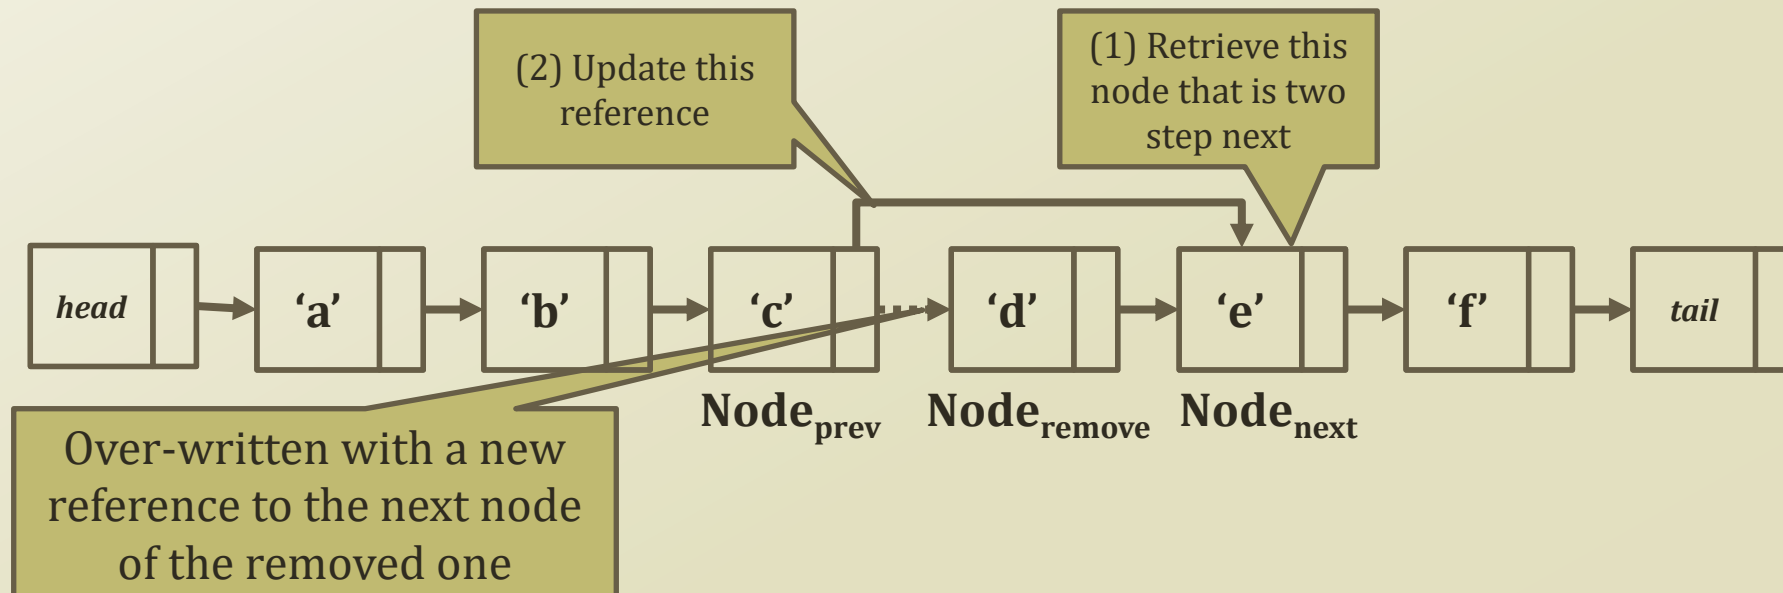 (2) Update this
reference
(1) Retrieve this
node that is two
step next
head
‘a’
‘b’
‘c’
‘d’
‘e’
‘f’
tail
Nodeprev
Noderemove
Nodenext
Over-written with a new
reference to the next node
of the removed one